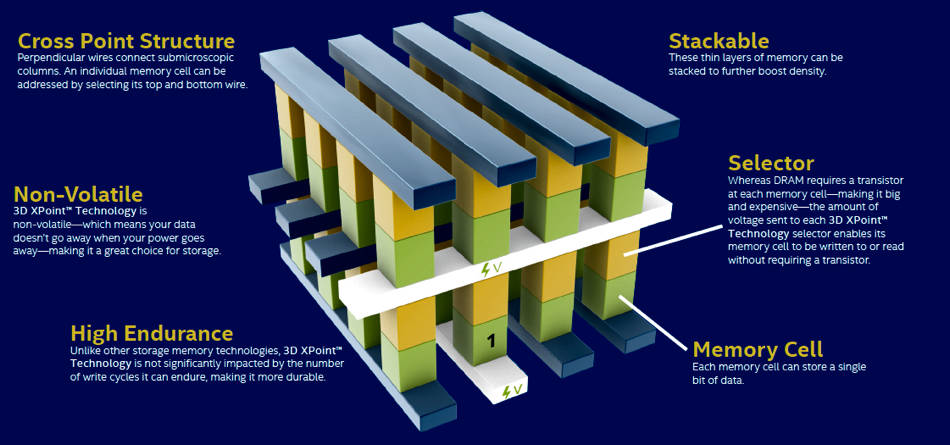 Cross Point Structure
Perpendicular wires connect submicroscopic
columns. An individual memory cell can be
addressed by selecting its top and bottom wire.
Stackable
These thin layers of memory can be
stacked to further boost density.
Non-Volatile
3D XPoint™ Technology is
non-volatile—which means your data
doesn't go away when your power goes
away—making it a great choice for storage.
Selector
Whereas DRAM requires a transistor
at each memory cell—making it big
and expensive—the amount of
voltage sent to each 3D XPoint™
Technology selector enables its
memory cell to be written to or read
without requiring a transistor.
High Endurance
Unlike other storage memory technologies, 3D XPoint™
Technology is not significantly impacted by the number
of write cycles it can endure, making it more durable.
Memory Cell
Each memory cell can store a single
bit of data.
V
1
V